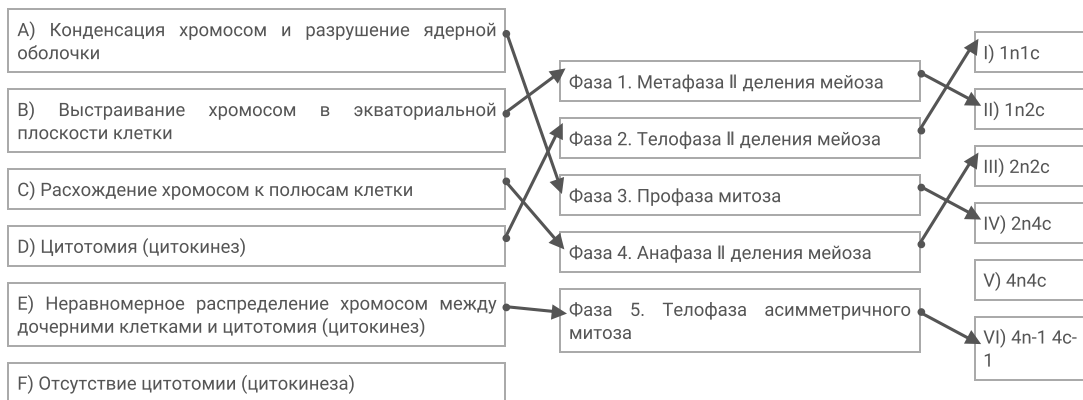 A) Конденсация хромосом и разрушение ядерной
оболочки
B) Выстраивание хромосом в экваториальной
плоскости клетки
C) Расхождение хромосом к полюсам клетки
D) Цитотомия (цитокинез)
E) Неравномерное распределение хромосом между
дочерними клетками и цитотомия (цитокинез)
F) Отсутствие цитотомии (цитокинеза)
Фаза 1. Метафаза II деления мейоза
Фаза 2. Телофаза II деления мейоза
Фаза 3. Профаза митоза
Фаза 4. Анафаза II деления мейоза
Фаза 5. Телофаза асимметричного
митоза
I) 1n1c
II) 1n2c
III) 2n2c
IV) 2n4c
V) 4n4c
VI) 4n-1 4c-
1